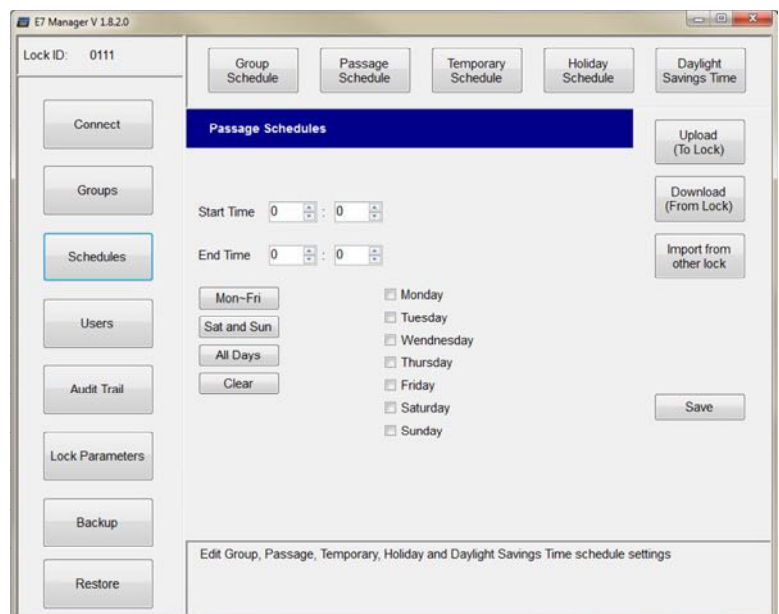 E7 Manager V 1.8.2.0
Lock ID: 0111
Group
Schedule
Passage
Schedule
Temporary
Schedule
Holiday
Schedule
Daylight
Savings Time
Connect
Groups
Schedules
Users
Audit Trail
Lock Parameters
Backup
Restore
Passage Schedules
Start Time 0 : 0
End Time 0 : 0
Mon~Fri
Sat and Sun
All Days
Clear
Monday
Tuesday
Wendnesday
Thursday
Friday
Saturday
Sunday
Upload
(To Lock)
Download
(From Lock)
Import from
other lock
Save
Edit Group, Passage, Temporary, Holiday and Daylight Savings Time schedule settings